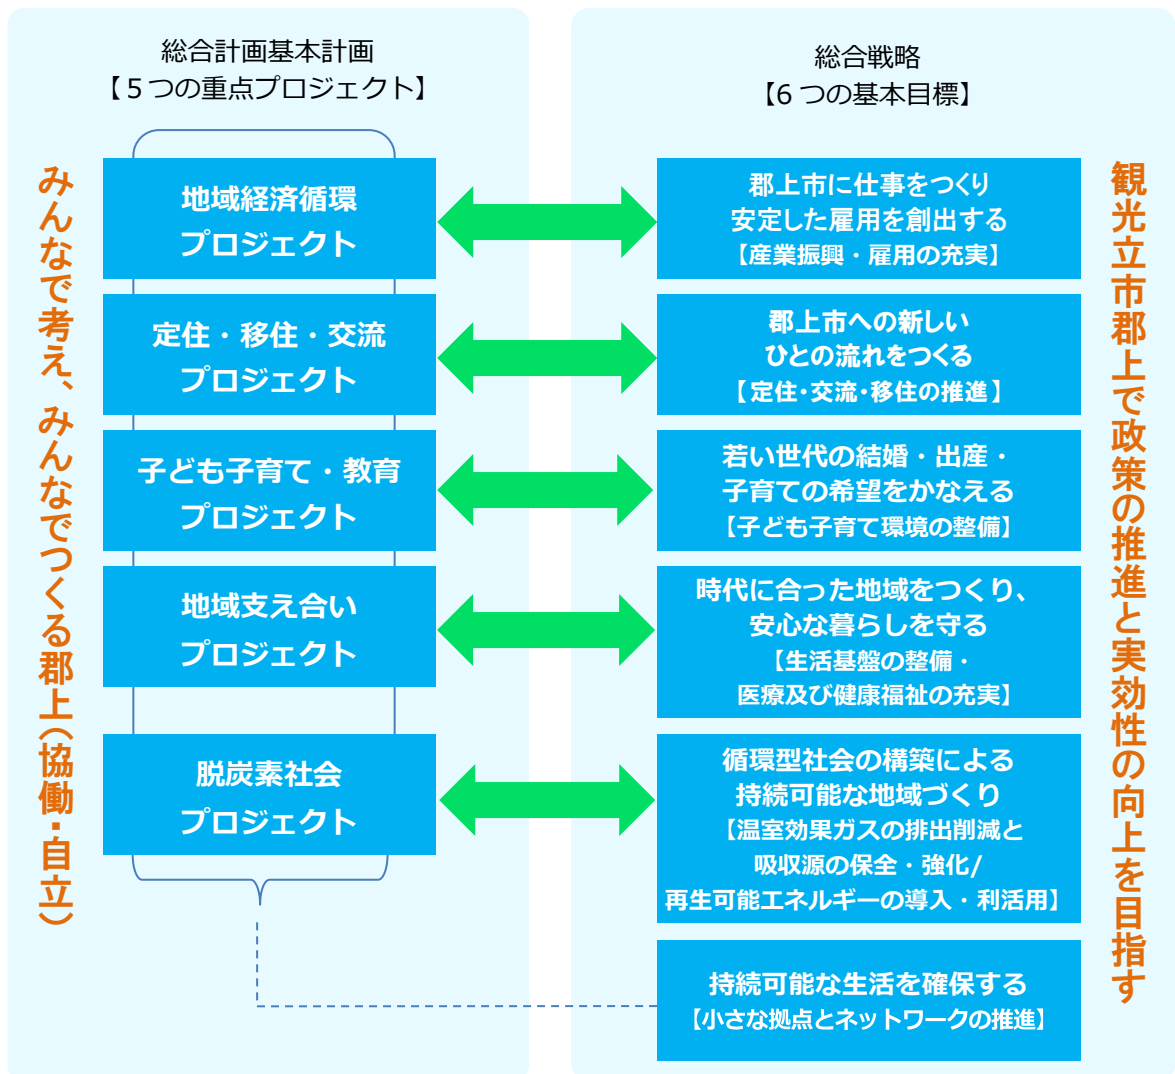 総合計画基本計画
【５つの重点プロジェクト】
みんなで考え、みんなでつくる郡上（協働・自立）
地域経済循環
プロジェクト
定住・移住・交流
プロジェクト
子ども子育て・教育
プロジェクト
地域支え合い
プロジェクト
脱炭素社会
プロジェクト
総合戦略
【6 つの基本目標】
郡上市に仕事をつくり
安定した雇用を創出する
【産業振興・雇用の充実】
郡上市への新しい
ひとの流れをつくる
【定住・交流・移住の推進】
若い世代の結婚・出産・
子育ての希望をかなえる
【子ども子育て環境の整備】
時代に合った地域をつくり、
安心な暮らしを守る
【生活基盤の整備・
医療及び健康福祉の充実】
循環型社会の構築による
持続可能な地域づくり
【温室効果ガスの排出削減と
吸収源の保全・強化/
再生可能エネルギーの導入・利活用】
持続可能な生活を確保する
【小さな拠点とネットワークの推進】
観光立市郡上で政策の推進と実効性の向上を目指す